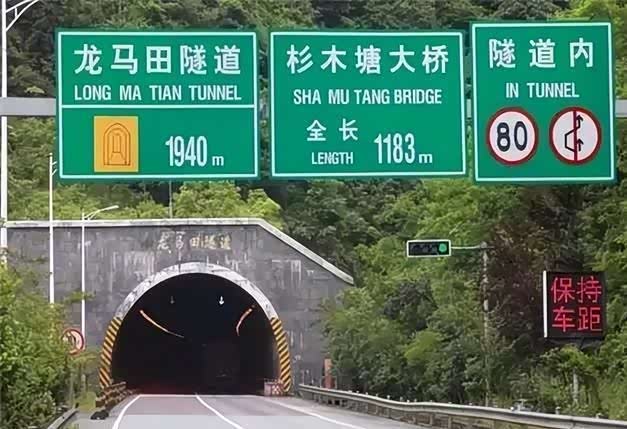 龙马田隧道
LONG MA TIAN TUNNEL
1940 m
杉木塘大桥
SHA MU TANG BRIDGE
全长
LENGTH
1183 m
隧道内
IN TUNNEL
80
龙马田隧道
保持
车距